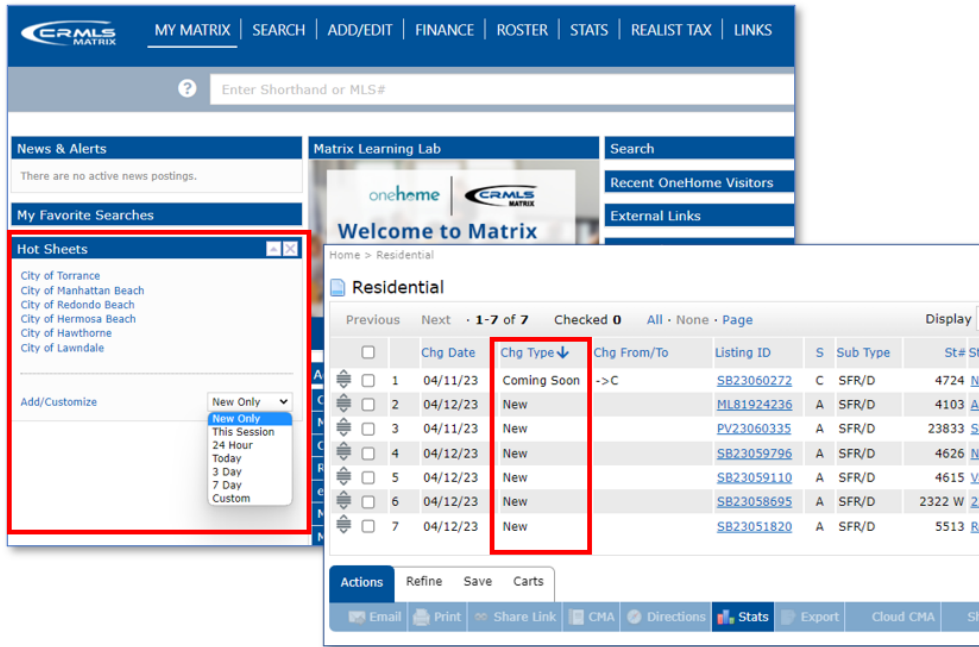 CRMLS
MATRIX
MY MATRIX
SEARCH
ADD/EDIT
FINANCE
ROSTER
STATS
REALIST TAX
LINKS
?
Enter Shorthand or MLS#
News & Alerts
There are no active news postings.
My Favorite Searches
Hot Sheets
City of Torrance
City of Manhattan Beach
City of Redondo Beach
City of Hermosa Beach
City of Hawthorne
City of Lawndale
Add/Customize
New Only
New Only
This Session
24 Hour
Today
3 Day
7 Day
Custom
Matrix Learning Lab
onehome
CRMLS
MATRIX
Welcome to Matrix
Search
Recent OneHome Visitors
External Links
Home > Residential
Residential
Previous Next · 1-7 of 7 Checked 0 All · None · Page Display
Chg Date Chg Type Chg From/To Listing ID S Sub Type St# St
1 04/11/23 Coming Soon ->C SB23060272 C SFR/D 4724 N
2 04/12/23 New ML81924236 A SFR/D 4103 A
3 04/11/23 New PV23060335 A SFR/D 23833 S
4 04/12/23 New SB23059796 A SFR/D 4626 N
5 04/12/23 New SB23059110 A SFR/D 4615 V
6 04/12/23 New SB23058695 A SFR/D 2322 W 2
7 04/12/23 New SB23051820 A SFR/D 5513 R
Actions Refine Save Carts
Email Print Share Link CMA Directions Stats Export Cloud CMA Sh